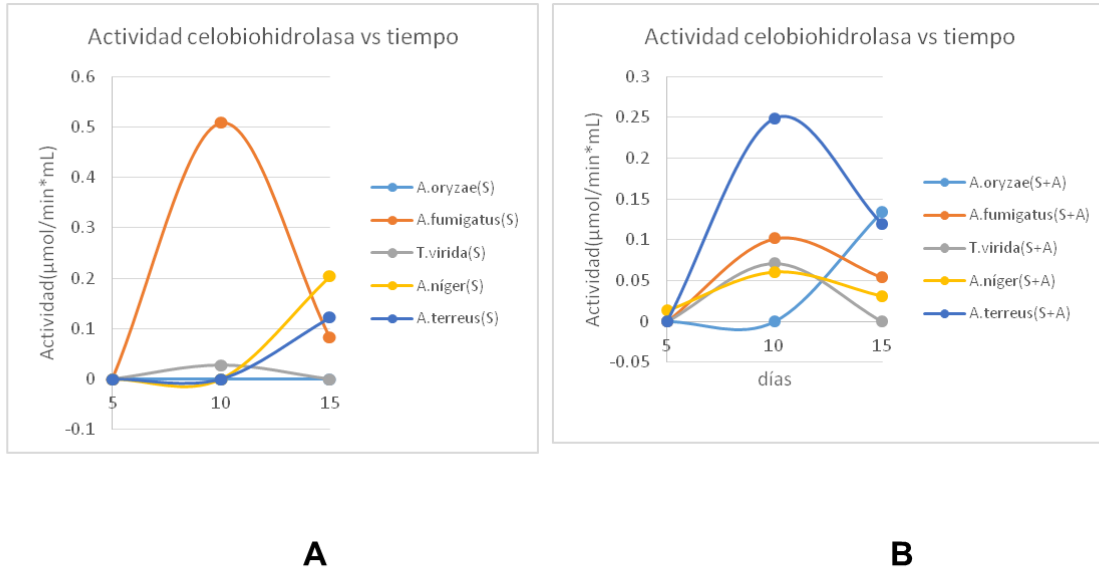 Actividad celobiohidrolasa vs tiempo
Actividad(µmol/min*mL)
0.6
0.5
0.4
0.3
0.2
0.1
0
-0.1
5
10
15
A.oryzae(S)
A.fumigatus(S)
T.virida(S)
A.níger(S)
A.terreus(S)
A
Actividad celobiohidrolasa vs tiempo
Actividad(µmol/min*mL)
0.3
0.25
0.2
0.15
0.1
0.05
0
-0.05
5
10
15
días
A.oryzae(S+A)
A.fumigatus(S+A)
T.virida(S+A)
A.níger(S+A)
A.terreus(S+A)
B